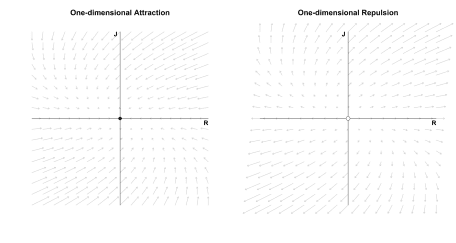 One-dimensional Attraction
J
R
One-dimensional Repulsion
J
R